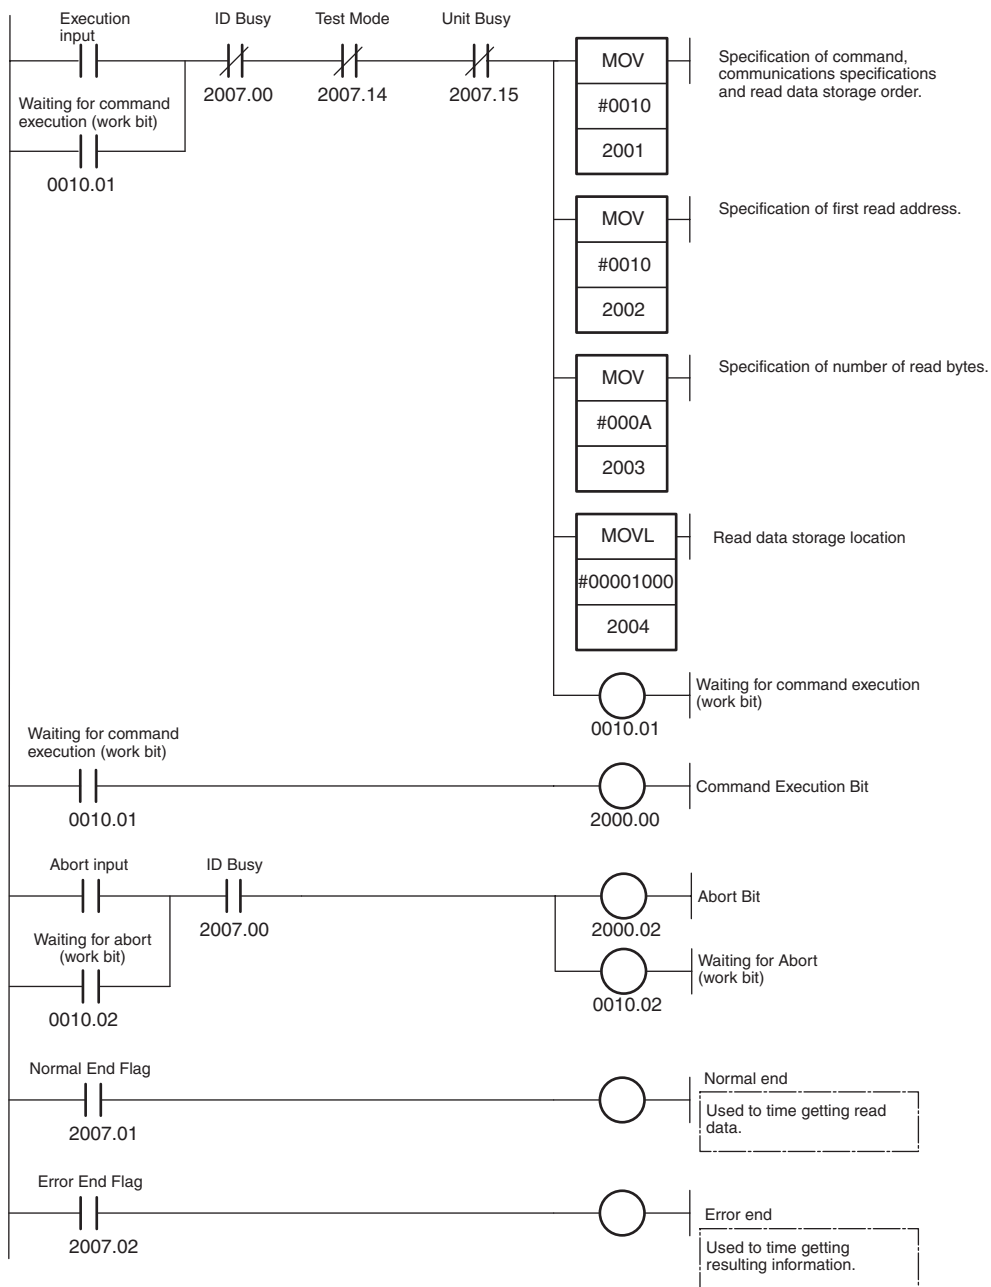 Execution
input
ID Busy
Test Mode
Unit Busy
2007.00
2007.14
2007.15
Waiting for command
execution (work bit)
0010.01
MOV
#0010
2001
Specification of command,
communications specifications
and read data storage order.
MOV
#0010
2002
Specification of first read address.
MOV
#000A
2003
Specification of number of read bytes.
MOVL
#00001000
2004
Read data storage location
0010.01
Waiting for command execution
(work bit)
Waiting for command
execution (work bit)
0010.01
2000.00
Command Execution Bit
Abort input
ID Busy
2007.00
2000.02
Abort Bit
Waiting for abort
(work bit)
0010.02
0010.02
Waiting for Abort
(work bit)
Normal End Flag
2007.01
Normal end
Used to time getting read
data.
Error End Flag
2007.02
Error end
Used to time getting
resulting information.